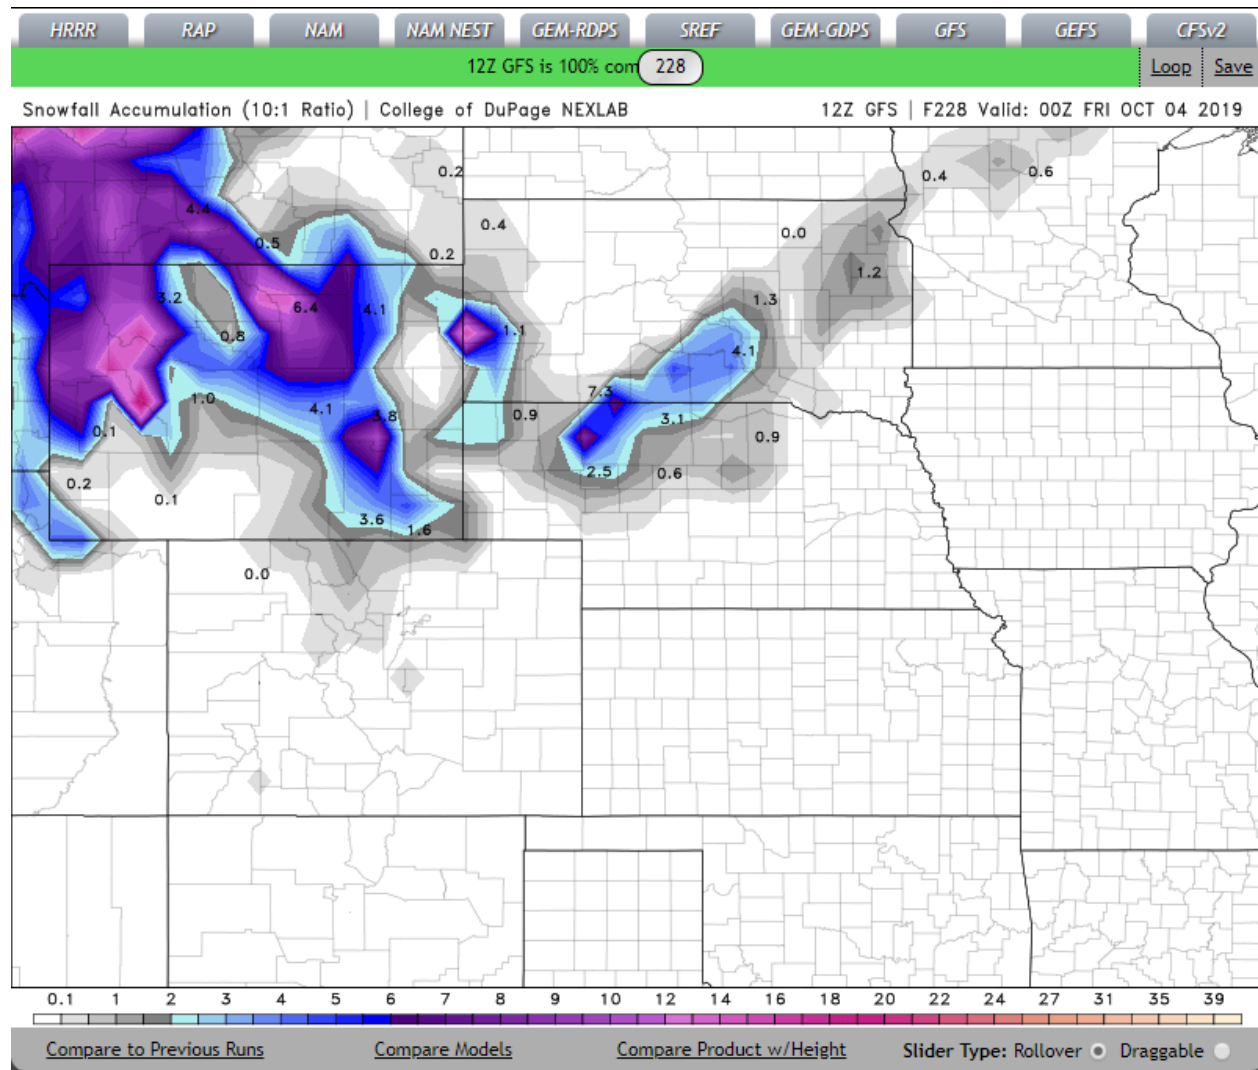 HRRR RAP NAM NAM NEST GEM-RDPS SREF GEM-GDPS GFS GEFS CFSv2
12Z GFS is 100% com 228 Loop Save
Snowfall Accumulation (10:1 Ratio) | College of DuPage NEXLAB 12Z GFS | F228 Valid: 00Z FRI OCT 04 2019
0.2 0.4 0.6
4.4 0.4
0.5 0.2 0.0
1.2
3.2 6.4 4.1 1.3
0.8 1.1
4.1
1.0 7.3
4.1 3.8 0.9 3.1
0.1 0.9
0.2 2.5 0.6
0.1
3.6 1.6
0.0
0.1 1 2 3 4 5 6 7 8 9 10 12 14 16 18 20 22 24 27 31 35 39
Compare to Previous Runs Compare Models Compare Product w/Height Slider Type: Rollover Draggable